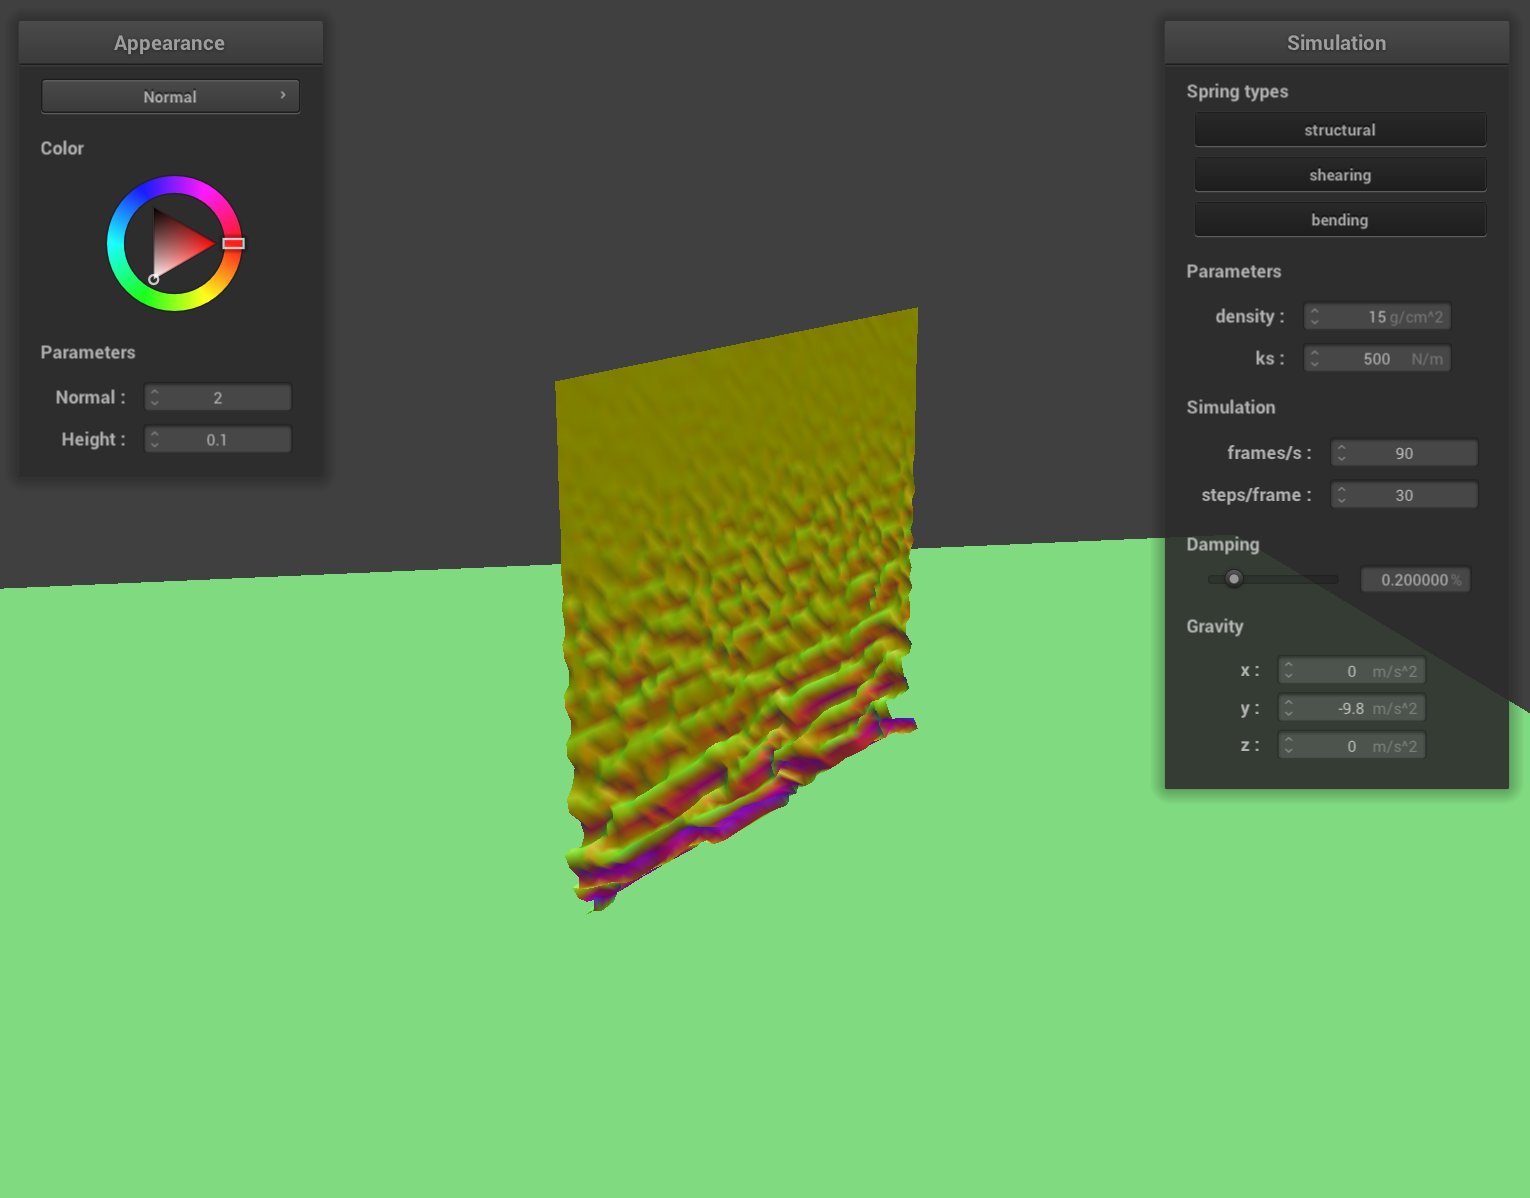 Appearance
Normal
Color
Parameters
Normal : 2
Height : 0.1
Simulation
Spring types
structural
shearing
bending
Parameters
density : 15 g/cm^2
ks : 500 N/m
Simulation
frames/s : 90
steps/frame : 30
Damping
0.200000 %
Gravity
x : 0 m/s^2
y : -9.8 m/s^2
z : 0 m/s^2